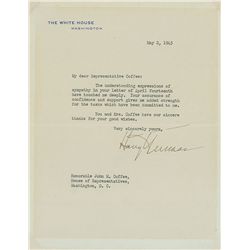 THE WHITE HOUSE
WASHINGTON
May 2, 1945
My dear Representative Coffee:
The understanding expressions of
sympathy in your letter of April fourteenth
have touched me deeply. Your assurance of
confidence and support gives me added strength
for the tasks which have been committed to me.
You and Mrs. Coffee have our sincere
thanks for your good wishes.
Very sincerely yours,
Harry Truman
Honorable John M. Coffee,
House of Representatives,
Washington, D. C.